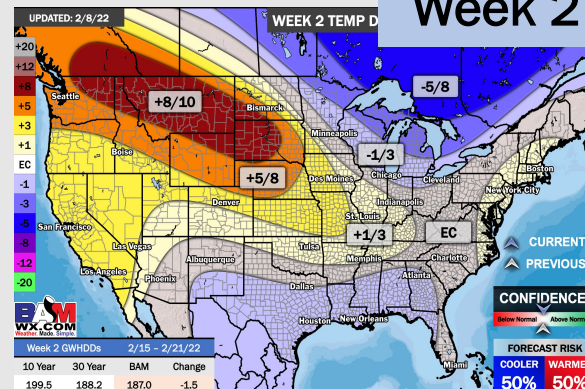 UPDATED: 2/8/22
WEEK 2 TEMP D
Week 2
+20
+12
+8
+5
+3
+1
EC
-1
-3
-5
-8
-12
-20
Seattle
+8/10
Bismarck
-5/8
Minneapolis
Boise
-1/3
Boston
+5/8
Des Moines
Chicago
Cleveland
New York City
Denver
Indianapolis
San Francisco
St. Louis
Las Vegas
+1/3
EC
CURRENT
Tulsa
Albuquerque
Memphis
Charlotte
PREVIOUS
Los Angeles
Phoenix
Atlanta
Dallas
CONFIDENCE
BAM
WX.COM
Weather. Made. Simple.
Houston
New Orleans
Below Normal
Above Norm
Week 2 GWHDDs
2/15 – 2/21/22
FORECAST RISK
10 Year
30 Year
BAM
Change
Miami
COOLER
WARME
199.5
188.2
187.0
-1.5
50%
50%